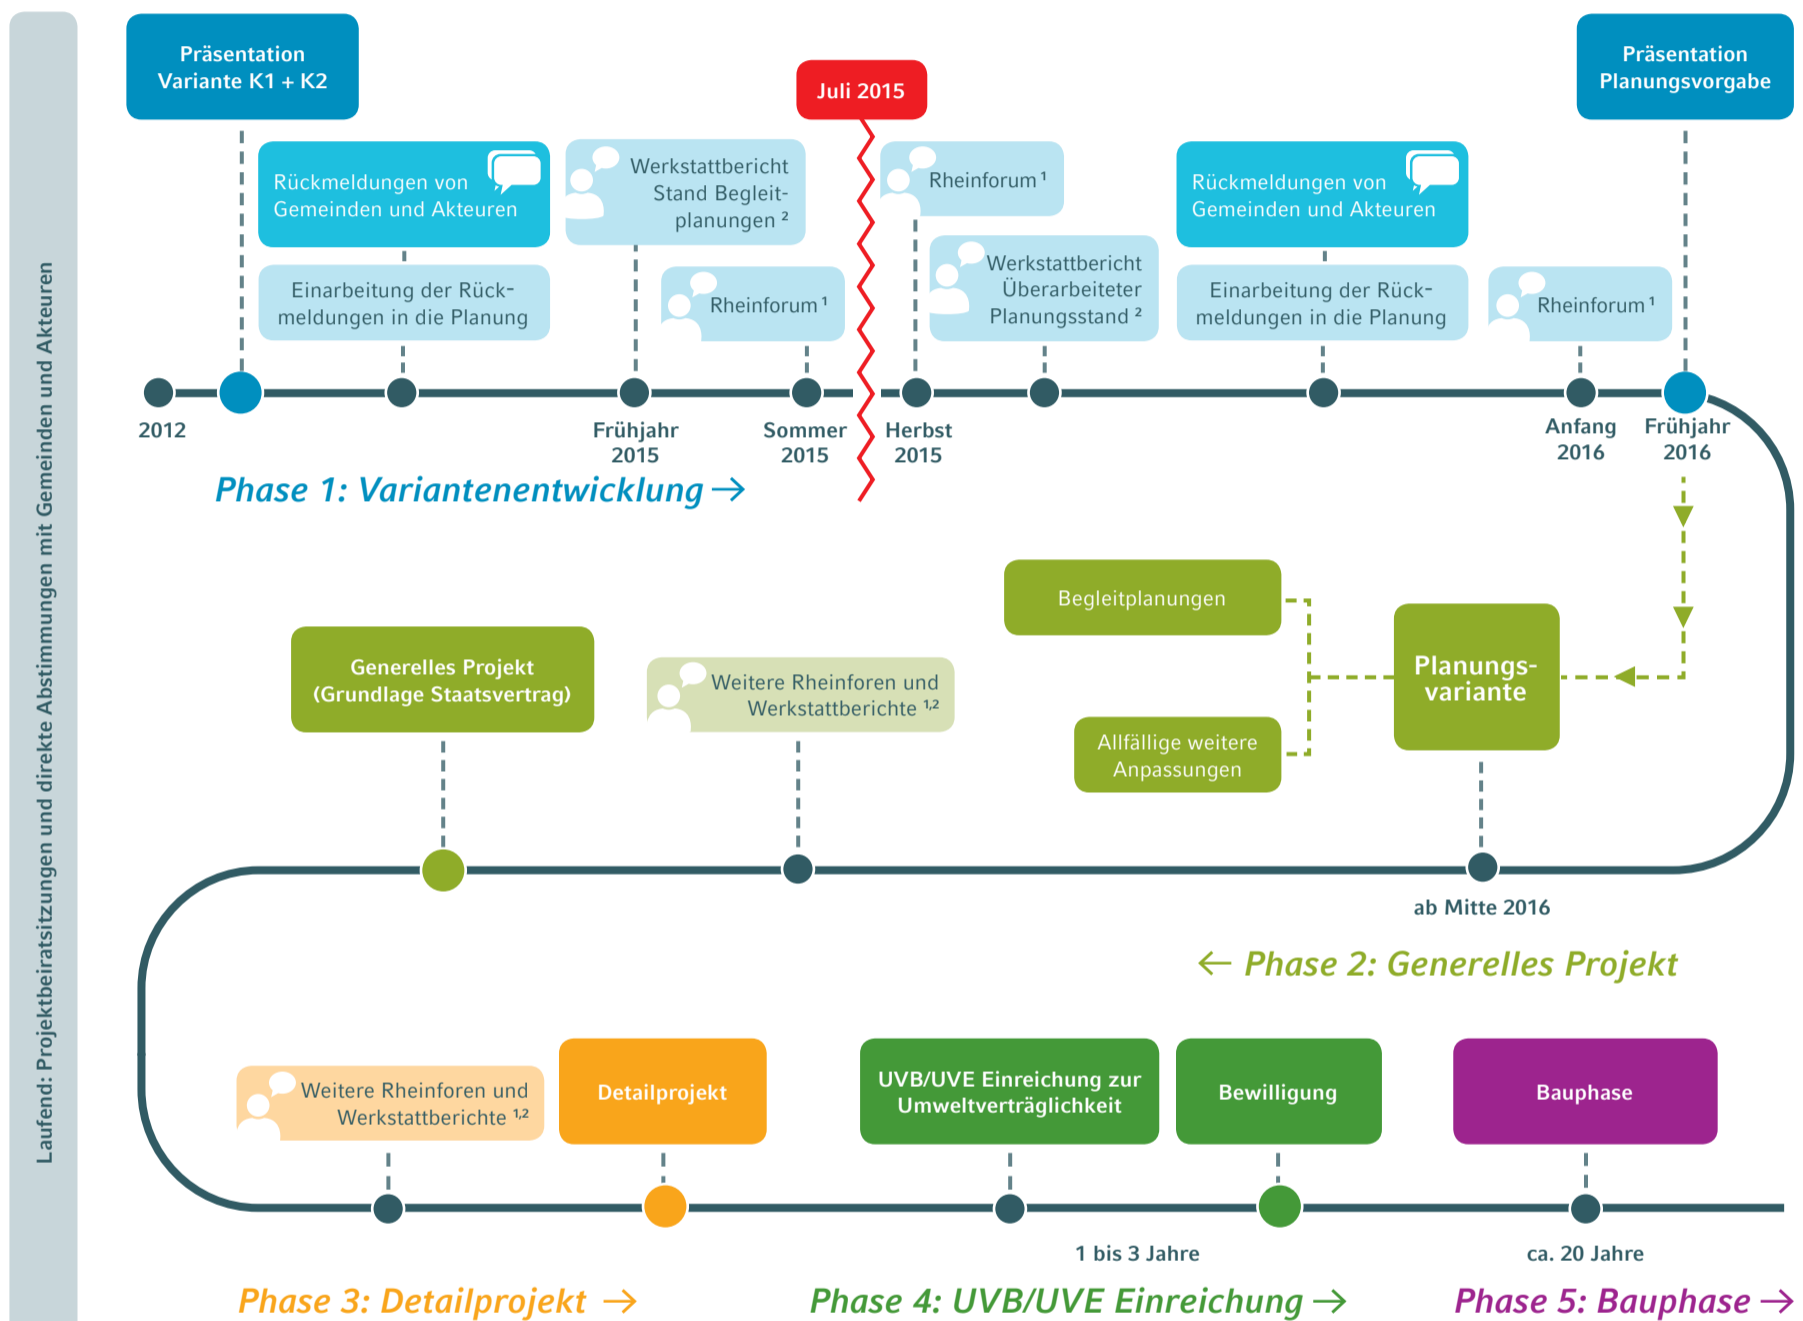 Laufend: Projektbeiratsitzungen und direkte Abstimmungen mit Gemeinden und Akteuren
Präsentation
Variante K1 + K2
Rückmeldungen von
Gemeinden und Akteuren
Einarbeitung der Rück-
meldungen in die Planung
Werkstattbericht
Stand Begleit-
planungen ²
Rheinforum ¹
Juli 2015
Rheinforum ¹
Werkstattbericht
Überarbeiteter
Planungsstand ²
Rückmeldungen von
Gemeinden und Akteuren
Einarbeitung der Rück-
meldungen in die Planung
Rheinforum ¹
Präsentation
Planungsvorgabe
2012
Frühjahr
2015
Sommer
2015
Herbst
2015
Anfang
2016
Frühjahr
2016
Phase 1: Variantenentwicklung →
Begleitplanungen
Planungs-
variante
Allfällige weitere
Anpassungen
Weitere Rheinforen und
Werkstattberichte ¹,²
Generelles Projekt
(Grundlage Staatsvertrag)
ab Mitte 2016
← Phase 2: Generelles Projekt
Weitere Rheinforen und
Werkstattberichte ¹,²
Detailprojekt
UVB/UVE Einreichung zur
Umweltverträglichkeit
Bewilligung
Bauphase
1 bis 3 Jahre
ca. 20 Jahre
Phase 3: Detailprojekt →
Phase 4: UVB/UVE Einreichung →
Phase 5: Bauphase →